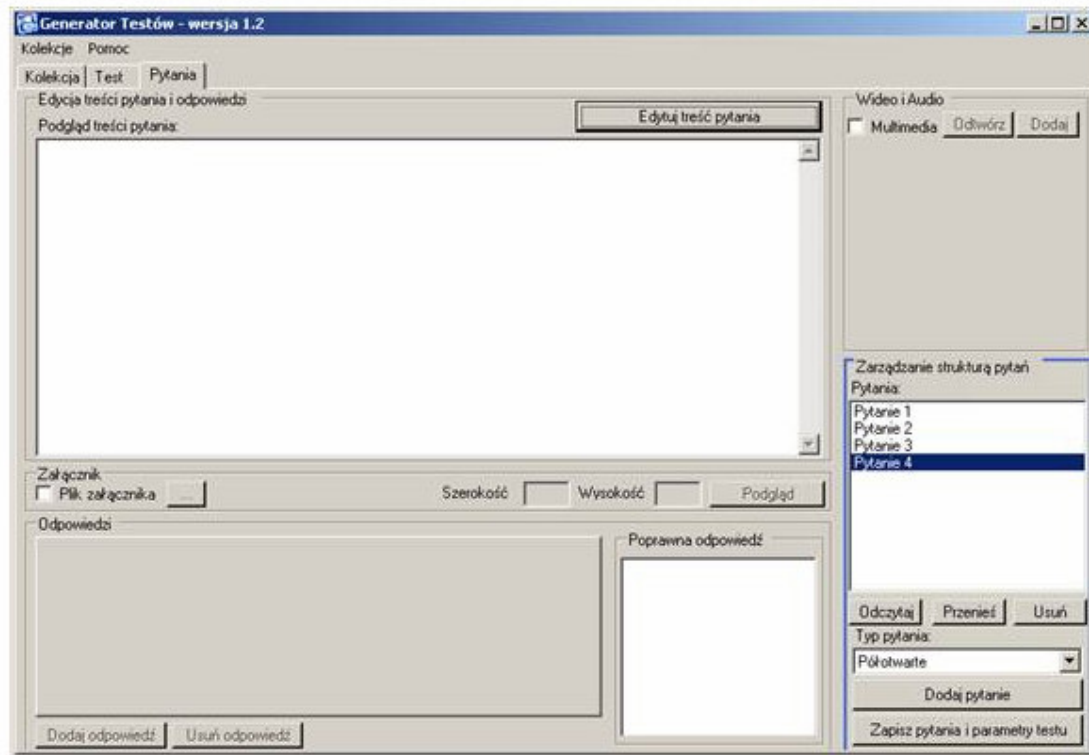 Generator Testów - wersja 1.2
Kolekcje Pomoc
Kolekcja Test Pytania
Edycja treści pytania i odpowiedzi
Podgląd treści pytania:
Edytuj treść pytania
Wideo i Audio
Multimedia Odtwórz Dodaj
Zarządzanie strukturą pytań
Pytania:
Pytanie 1
Pytanie 2
Pytanie 3
Pytanie 4
Załącznik
Plik załącznika ... Szerokość Wysokość Podgląd
Odpowiedzi
Poprawna odpowiedź
Odczytaj Przenieś Usuń
Typ pytania:
Półotwarte
Dodaj pytanie
Dodaj odpowiedź Usuń odpowiedź
Zapisz pytania i parametry testu